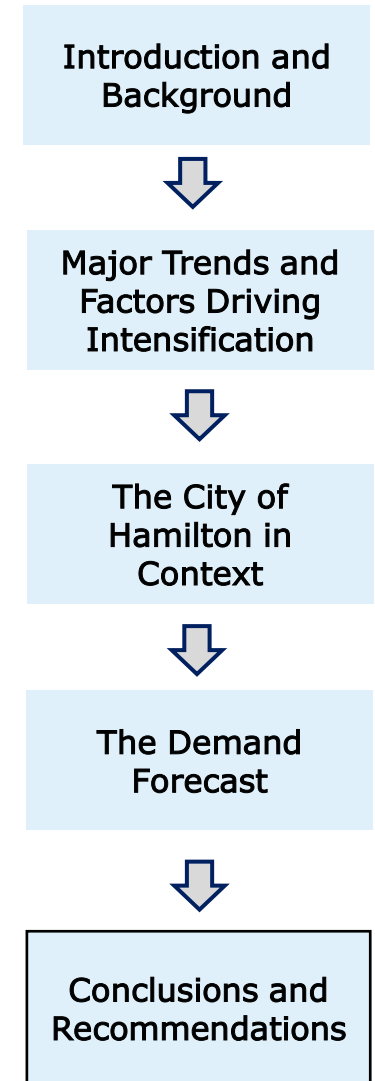 Introduction and
Background
Major Trends and
Factors Driving
Intensification
The City of
Hamilton in
Context
The Demand
Forecast
Conclusions and
Recommendations